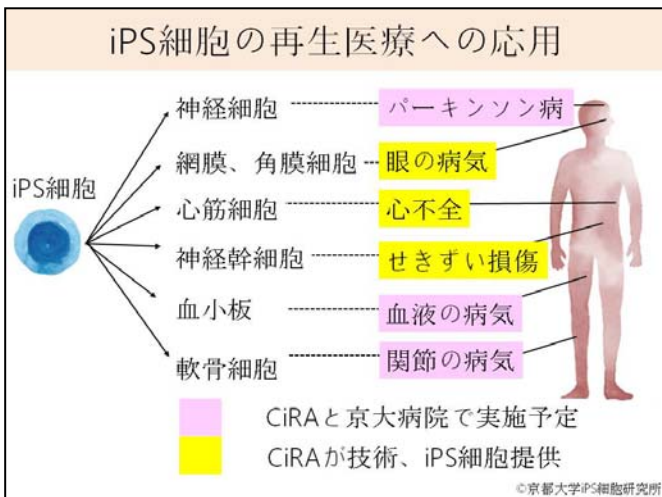 iPS細胞の再生医療への応用
神経細胞 パーキンソン病
網膜、角膜細胞 眼の病気
iPS細胞
心筋細胞 心不全
神経幹細胞 せきずい損傷
血小板 血液の病気
軟骨細胞 関節の病気
CiRAと京大病院で実施予定
CiRAが技術、iPS細胞提供
©京都大学iPS細胞研究所